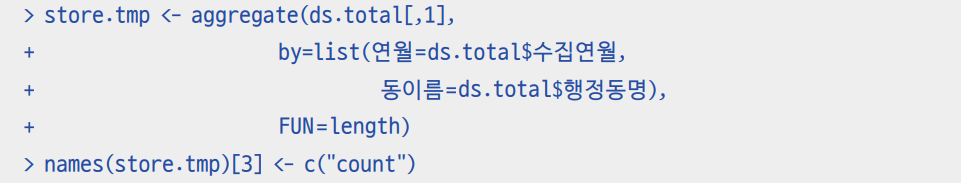 > store.tmp <- aggregate(ds.total[,1],
+ by=list(연월=ds.total$수집연월,
+ 동이름=ds.total$행정동명),
+ FUN=length)
> names(store.tmp)[3] <- c("count")